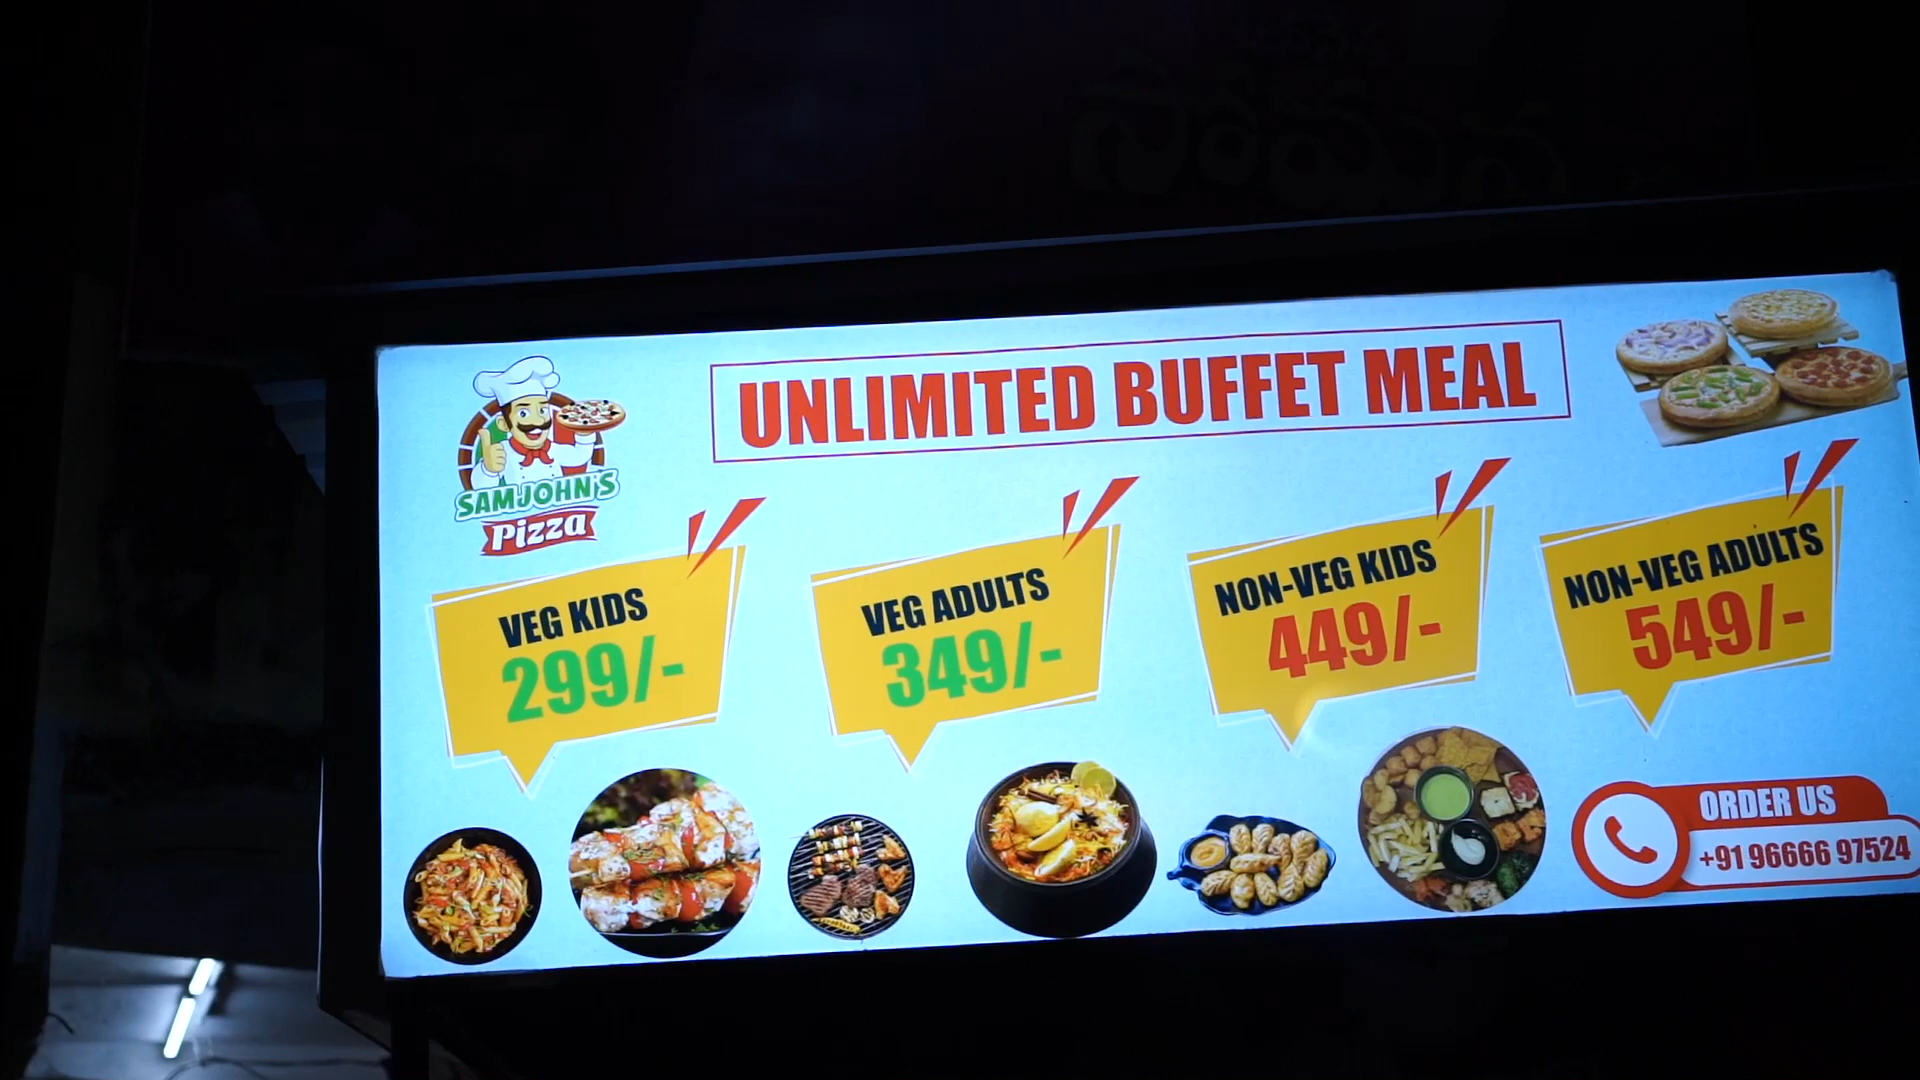 UNLIMITED BUFFET MEAL
SAMJOHN'S
Pizza
VEG KIDS
299/-
VEG ADULTS
349/-
NON-VEG KIDS
449/-
NON-VEG ADULTS
549/-
ORDER US
+91 96666 97524